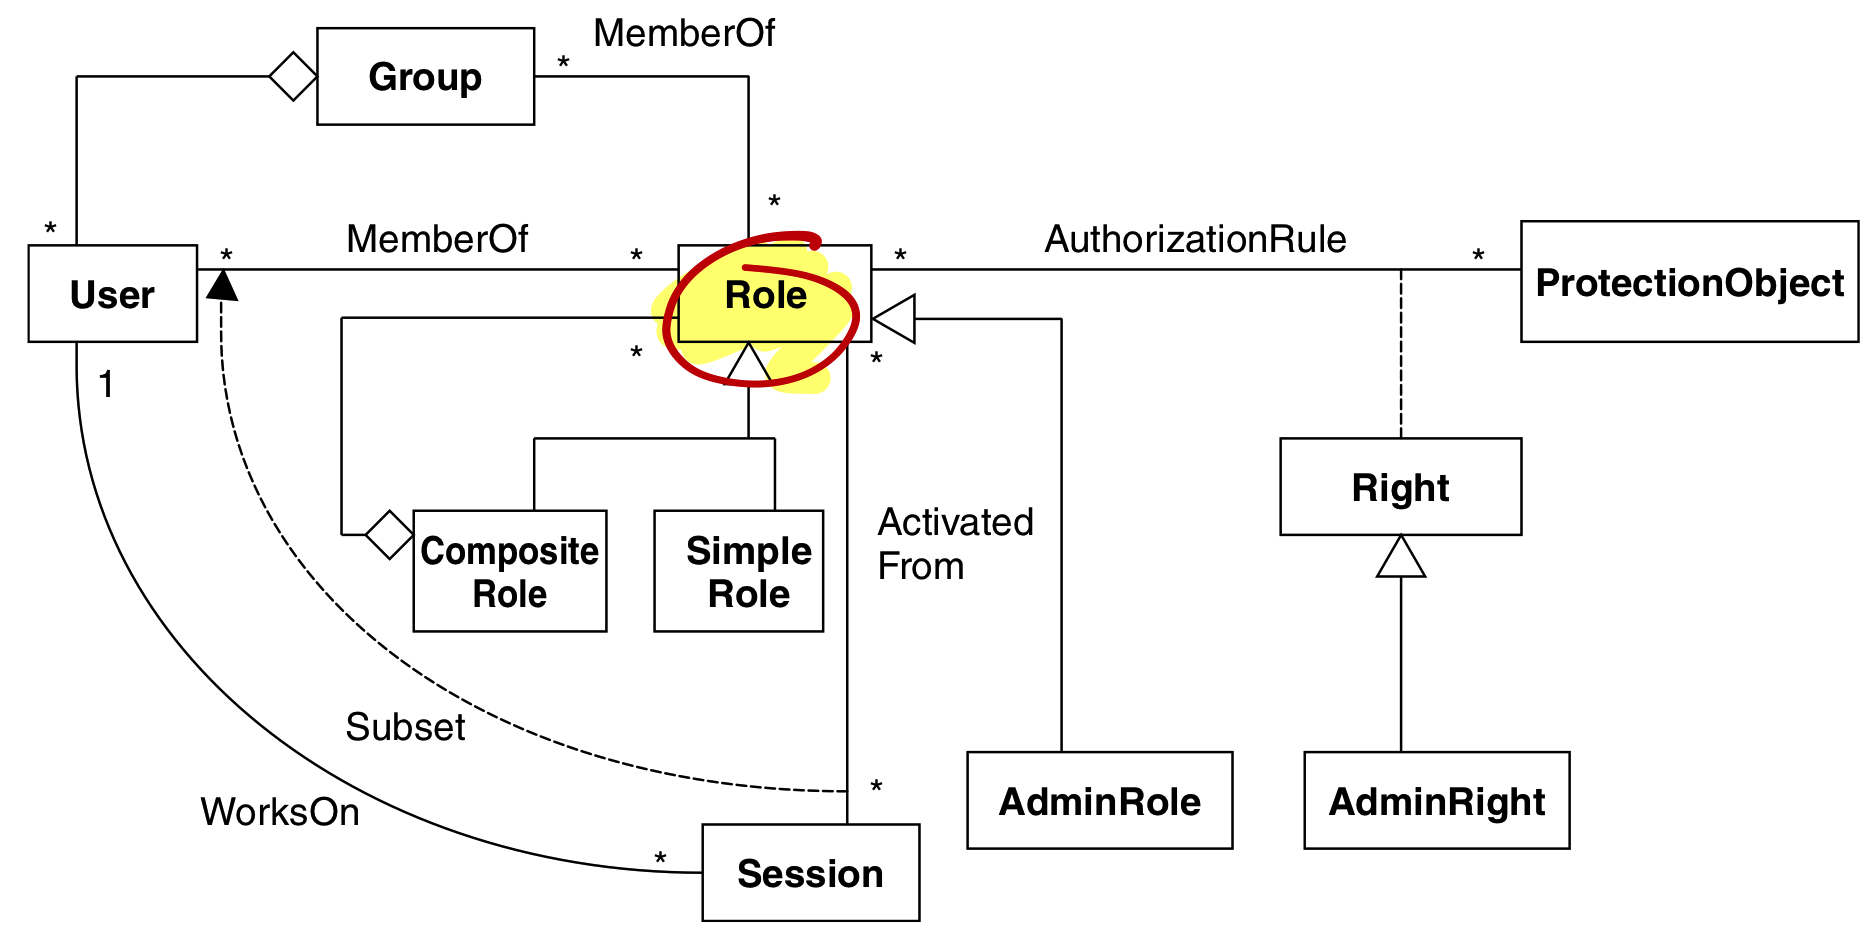 MemberOf
*
Group
*
*
MemberOf
AuthorizationRule
*
*
*
*
User
Role
ProtectionObject
*
*
1
Right
Activated
From
Composite
Role
Simple
Role
Subset
*
WorksOn
AdminRole
AdminRight
*
Session